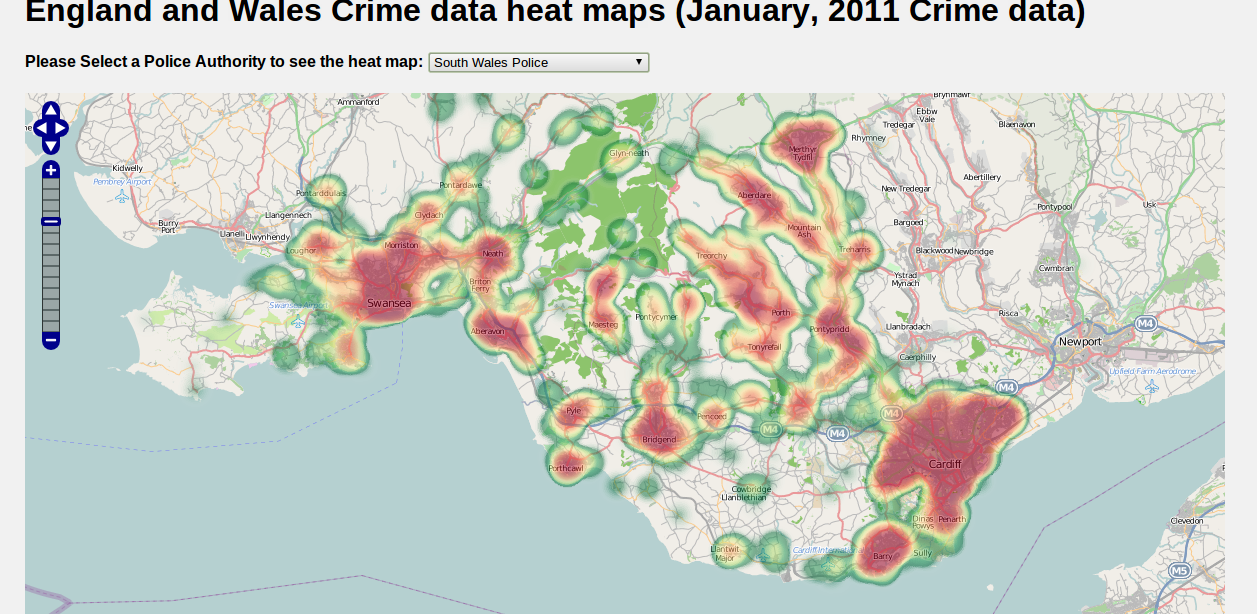 England and Wales Crime data heat maps (January, 2011 Crime data)
Please Select a Police Authority to see the heat map: South Wales Police
Ammanford
Brynmawr
Ebbw
Vale
Tredegar
Blaenavon
Rhymney
Merthyr
Tydfil
Glyn-neath
Kidwelly
Pembrey Airport
Pontarddulais
Pontardawe
Aberdare
Abertillery
New Tredegar
Pontypool
Usk
Llangennech
Clydach
Burry
Port
Llanelli
Llwynhendy
Bargoed
Mountain
Ash
Loughor
Morriston
Neath
Treorchy
Treharris
Blackwood
Newbridge
Cwmbran
Ystrad
Mynach
Briton
Ferry
Swansea
Swansea Airport
Maesteg
Pontycymer
Porth
Pontypridd
Risca
Llanbradach
M4
Aberavon
Tonyrefail
Newport
Caerphilly
Upfield Farm Aerodrome
M4
Pyle
Pencoed
M4
M4
M4
Bridgend
Porthcawl
Cardiff
Cowbridge
Llanblethian
Dinas
Powys
Penarth
Clevedon
Llantwit
Major
Cardiff International
Barry
Sully
M5